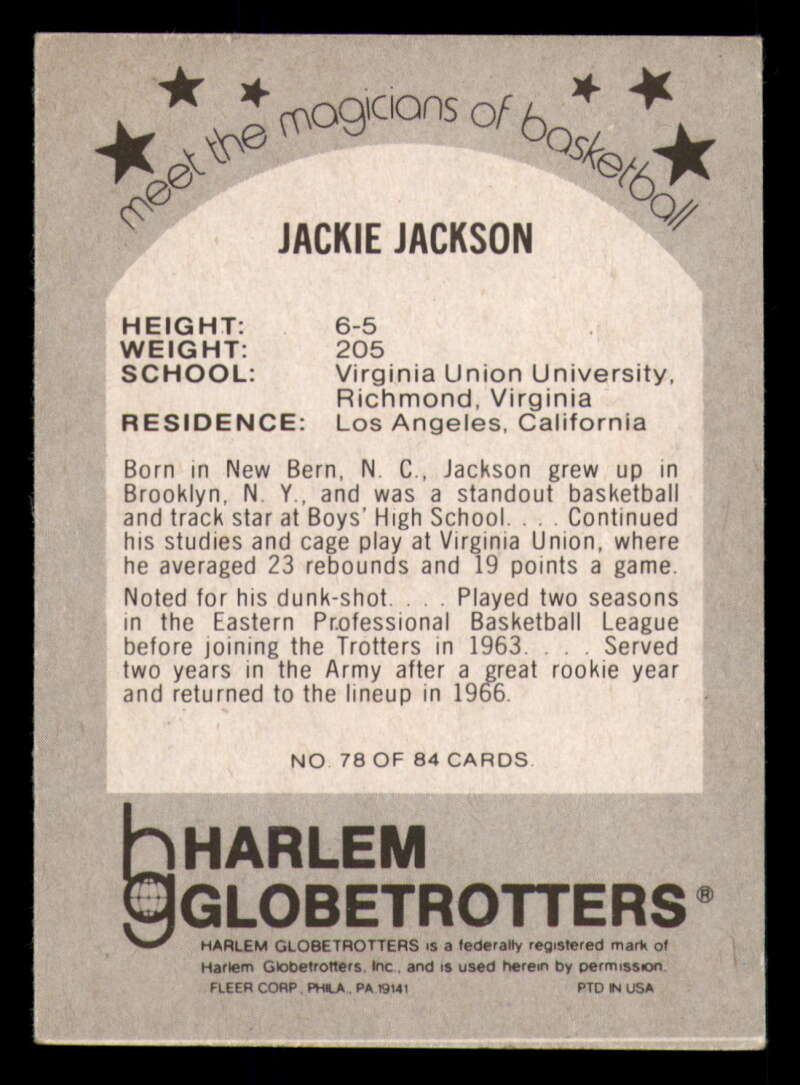 meet the magicians of basketball
JACKIE JACKSON
HEIGHT: 6-5
WEIGHT: 205
SCHOOL: Virginia Union University,
Richmond, Virginia
RESIDENCE: Los Angeles, California
Born in New Bern, N. C., Jackson grew up in
Brooklyn, N. Y., and was a standout basketball
and track star at Boys' High School. . . . Continued
his studies and cage play at Virginia Union, where
he averaged 23 rebounds and 19 points a game.
Noted for his dunk-shot. . . . Played two seasons
in the Eastern Professional Basketball League
before joining the Trotters in 1963. . . . Served
two years in the Army after a great rookie year
and returned to the lineup in 1966.
NO. 78 OF 84 CARDS.
hg HARLEM
GLOBETROTTERS®
HARLEM GLOBETROTTERS is a federally registered mark of
Harlem Globetrotters, Inc., and is used herein by permission.
FLEER CORP., PHILA., PA.19141 PTD IN USA